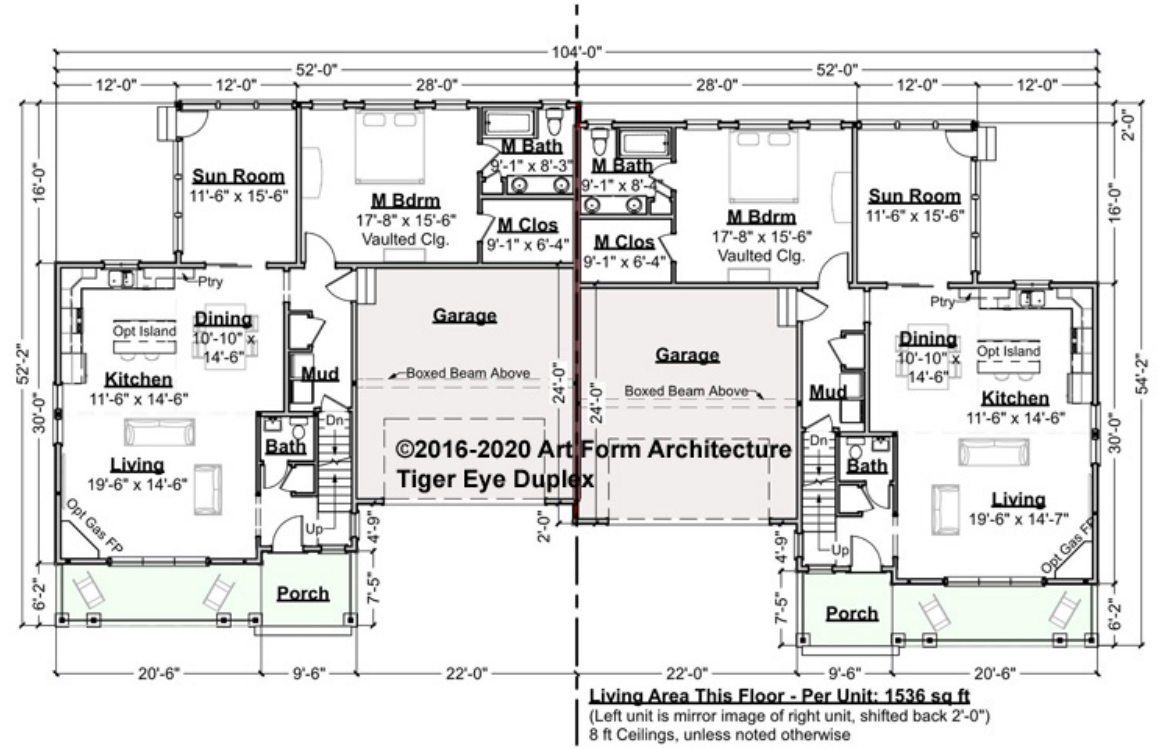 104'-0"
52'-0"
52'-0"
12'-0"
12'-0"
28'-0"
28'-0"
12'-0"
12'-0"
2'-0"
16'-0"
16'-0"
52'-2"
54'-2"
30'-0"
30'-0"
6'-2"
6'-2"
Sun Room
11'-6" x 15'-6"
M Bdrm
17'-8" x 15'-6"
Vaulted Clg.
M Bath
9'-1" x 8'-3"
M Clos
9'-1" x 6'-4"
M Bath
9'-1" x 8'-4"
M Clos
9'-1" x 6'-4"
M Bdrm
17'-8" x 15'-6"
Vaulted Clg.
Sun Room
11'-6" x 15'-6"
Ptry
Opt Island
Dining
10'-10" x
14'-6"
Kitchen
11'-6" x 14'-6"
Mud
Garage
Boxed Beam Above
24'-0"
Dn
Bath
Living
19'-6" x 14'-6"
Opt Gas FP
Up
4'-9"
2'-0"
Porch
7'-5"
Garage
Boxed Beam Above
24'-0"
Ptry
Dining
10'-10" x
14'-6"
Opt Island
Kitchen
11'-6" x 14'-6"
Mud
Dn
Bath
Living
19'-6" x 14'-7"
Opt Gas FP
Up
4'-9"
7'-5"
Porch
©2016-2020 Art Form Architecture
Tiger Eye Duplex
20'-6"
9'-6"
22'-0"
22'-0"
9'-6"
20'-6"
Living Area This Floor - Per Unit: 1536 sq ft
(Left unit is mirror image of right unit, shifted back 2'-0")
8 ft Ceilings, unless noted otherwise